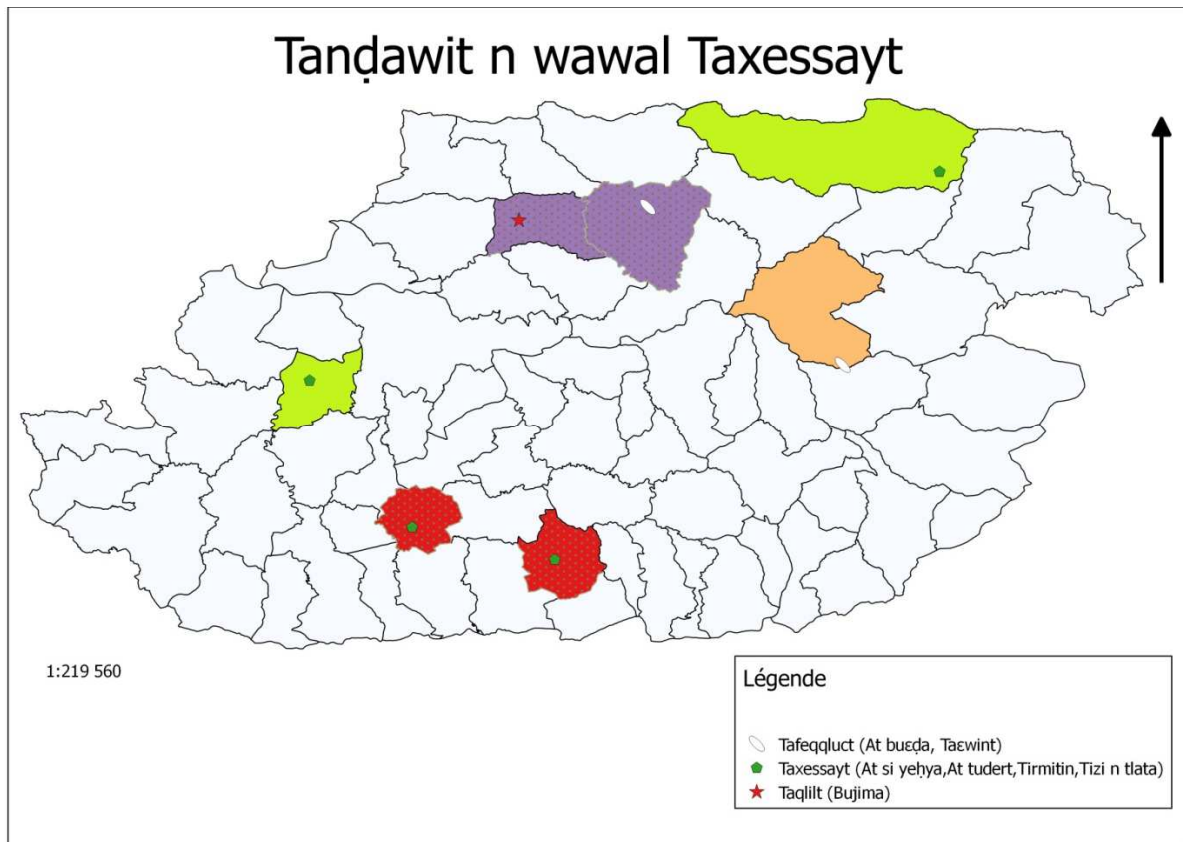 Tanḍawit n wawal Taxessayt
1:219 560
Légende
Tafeqqluct (At buɛḍa, Taɛwint)
Taxessayt (At si yeḥya,At tudert,Tirmitin,Tizi n tlata)
Taqlilt (Bujima)